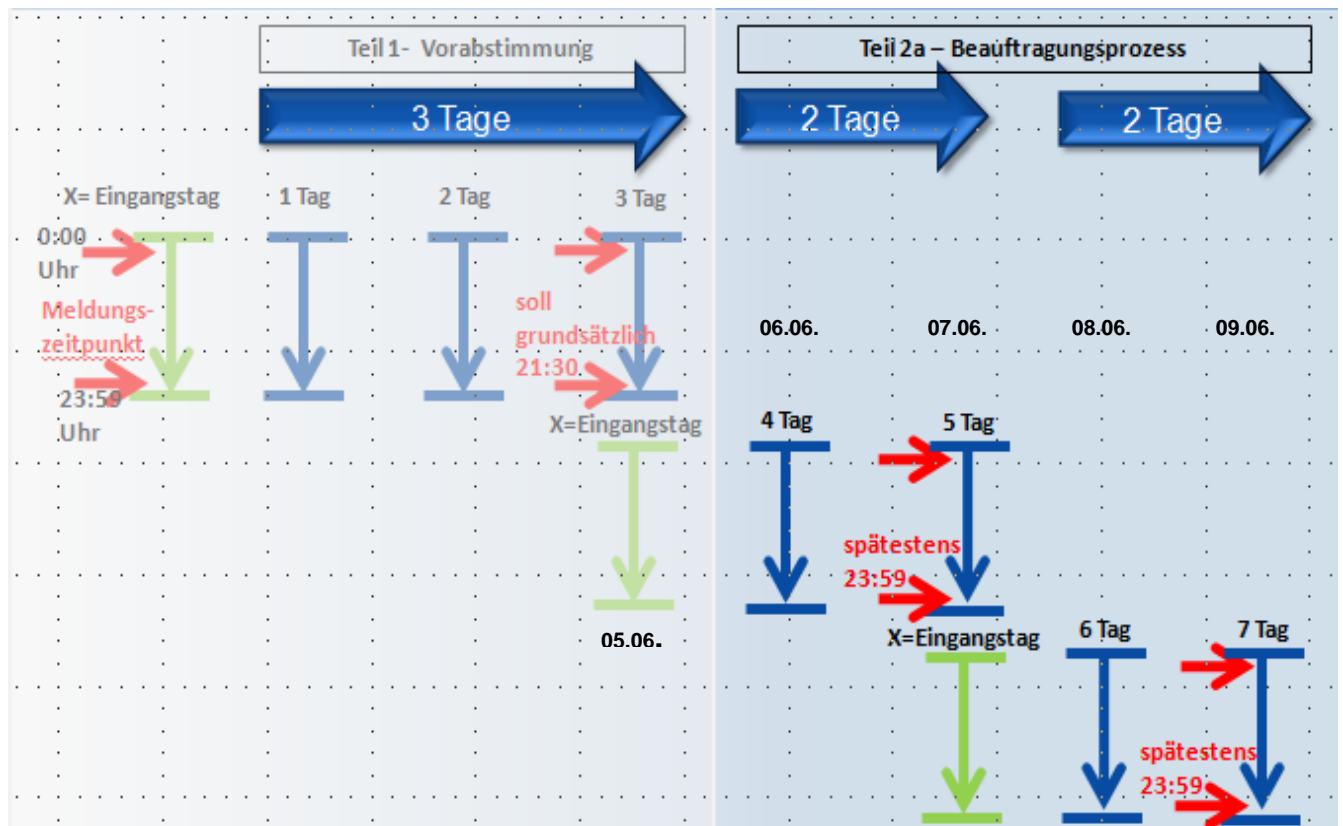 Teil 1- Vorabstimmung
Teil 2a – Beauftragungsprozess
3 Tage
2 Tage
2 Tage
X= Eingangstag
1 Tag
2 Tag
3 Tag
0:00
Uhr
Meldungs-
zeitpunkt
23:59
Uhr
soll
grundsätzlich
21:30
X=Eingangstag
05.06.
06.06.
07.06.
08.06.
09.06.
4 Tag
5 Tag
spätestens
23:59
X=Eingangstag
6 Tag
7 Tag
spätestens
23:59